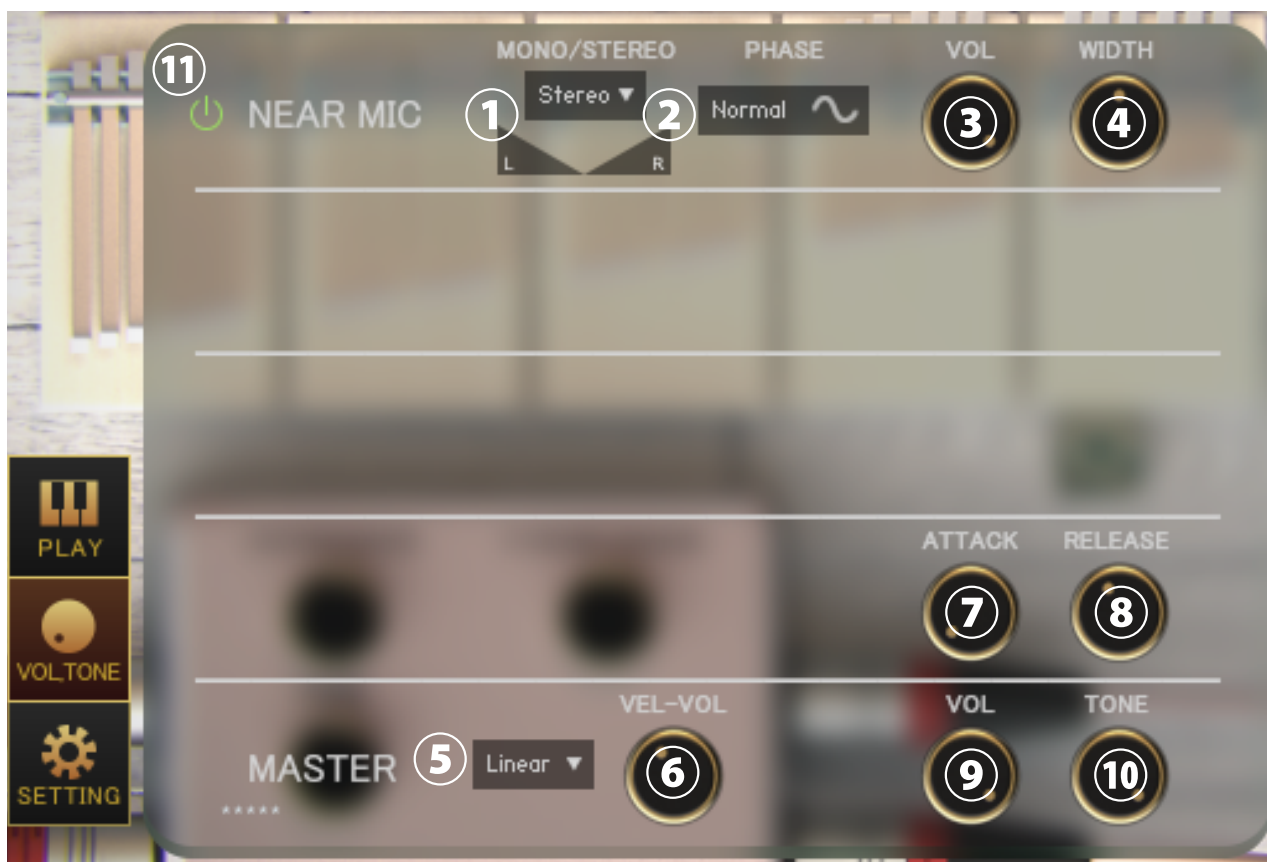 MONO/STEREO PHASE VOL WIDTH
11
NEAR MIC 1 Stereo ▼ 2 Normal 3 4
L R
ATTACK RELEASE
PLAY
7 8
VOL,TONE
VEL-VOL VOL TONE
MASTER 5 Linear ▼ 6 9 10
SETTING
*****